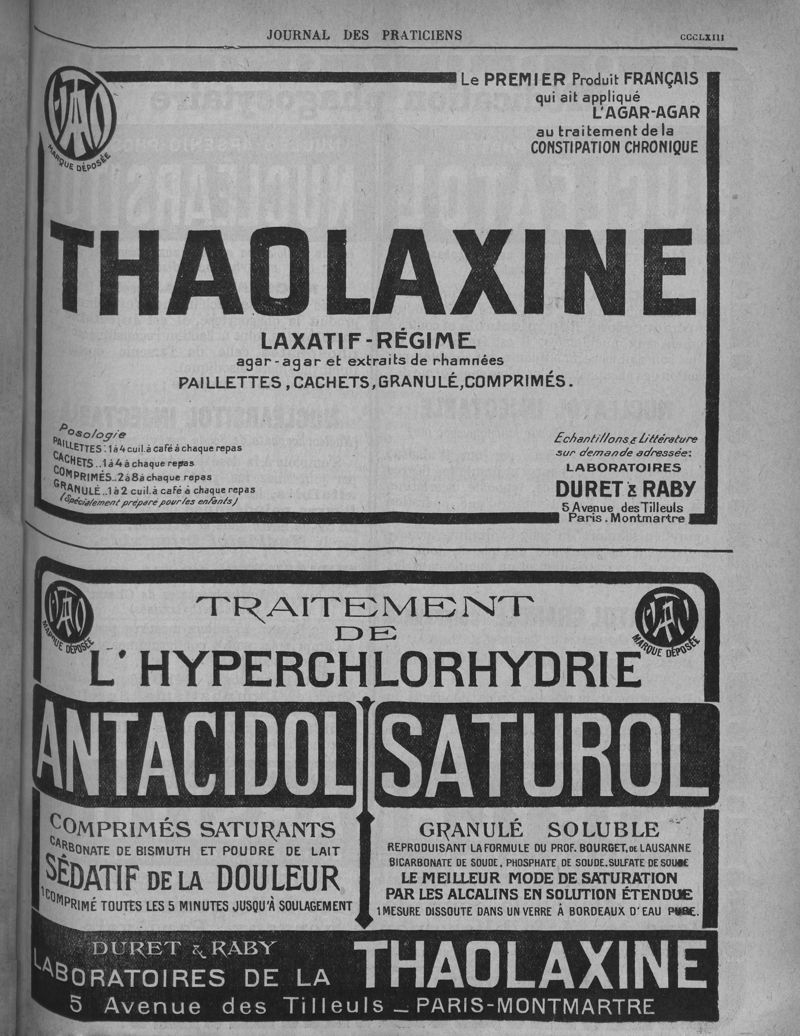 JOURNAL DES PRATICIENS
CCCLXIII
THAO
MARQUE DÉPOSÉE
Le PREMIER Produit FRANÇAIS
qui ait appliqué
L'AGAR-AGAR
au traitement de la
CONSTIPATION CHRONIQUE
THAOLAXINE
LAXATIF-RÉGIME
agar-agar et extraits de rhamnées
PAILLETTES, CACHETS, GRANULÉ, COMPRIMÉS.
Posologie
PAILLETTES: 1 à 4 cuil. à café à chaque repas
CACHETS..1 à 4 à chaque repas
COMPRIMÉS..2 à 8 à chaque repas
GRANULÉ..1 à 2 cuil. à café à chaque repas
(Spécialement préparé pour les enfants)
Echantillons & Littérature
sur demande adressée:
LABORATOIRES
DURET & RABY
5 Avenue des Tilleuls
Paris. Montmartre
THAO
MARQUE DÉPOSÉE
TRAITEMENT
DE
L'HYPERCHLORHYDRIE
THAO
MARQUE DÉPOSÉE
ANTACIDOL
COMPRIMÉS SATURANTS
CARBONATE DE BISMUTH ET POUDRE DE LAIT
SÉDATIF DE LA DOULEUR
1 COMPRIMÉ TOUTES LES 5 MINUTES JUSQU'À SOULAGEMENT
SATUROL
GRANULÉ SOLUBLE
REPRODUISANT LA FORMULE DU PROF. BOURGET, DE LAUSANNE
BICARBONATE DE SOUDE, PHOSPHATE DE SOUDE. SULFATE DE SOUDE
LE MEILLEUR MODE DE SATURATION
PAR LES ALCALINS EN SOLUTION ÉTENDUE
1 MESURE DISSOUTE DANS UN VERRE À BORDEAUX D'EAU PURE.
DURET & RABY
LABORATOIRES DE LA THAOLAXINE
5 Avenue des Tilleuls _ PARIS-MONTMARTRE